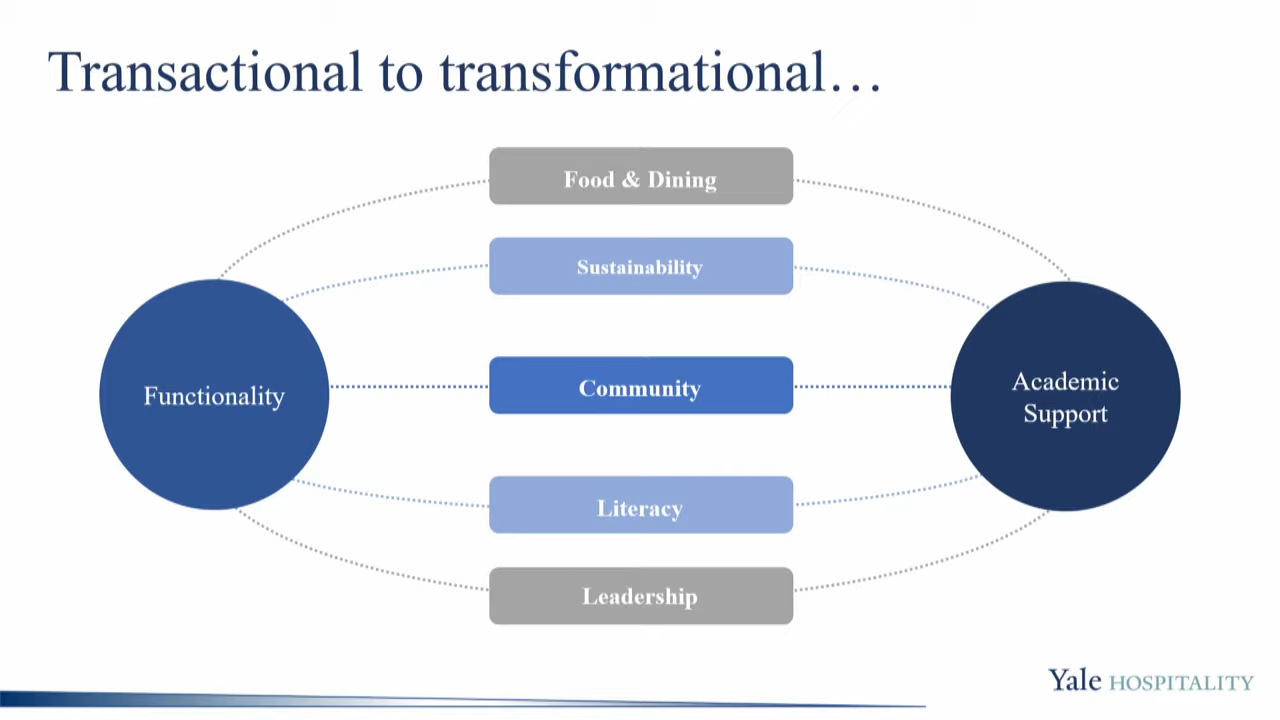 Transactional to transformational…
Food & Dining
Sustainability
Functionality
Community
Academic
Support
Literacy
Leadership
Yale HOSPITALITY